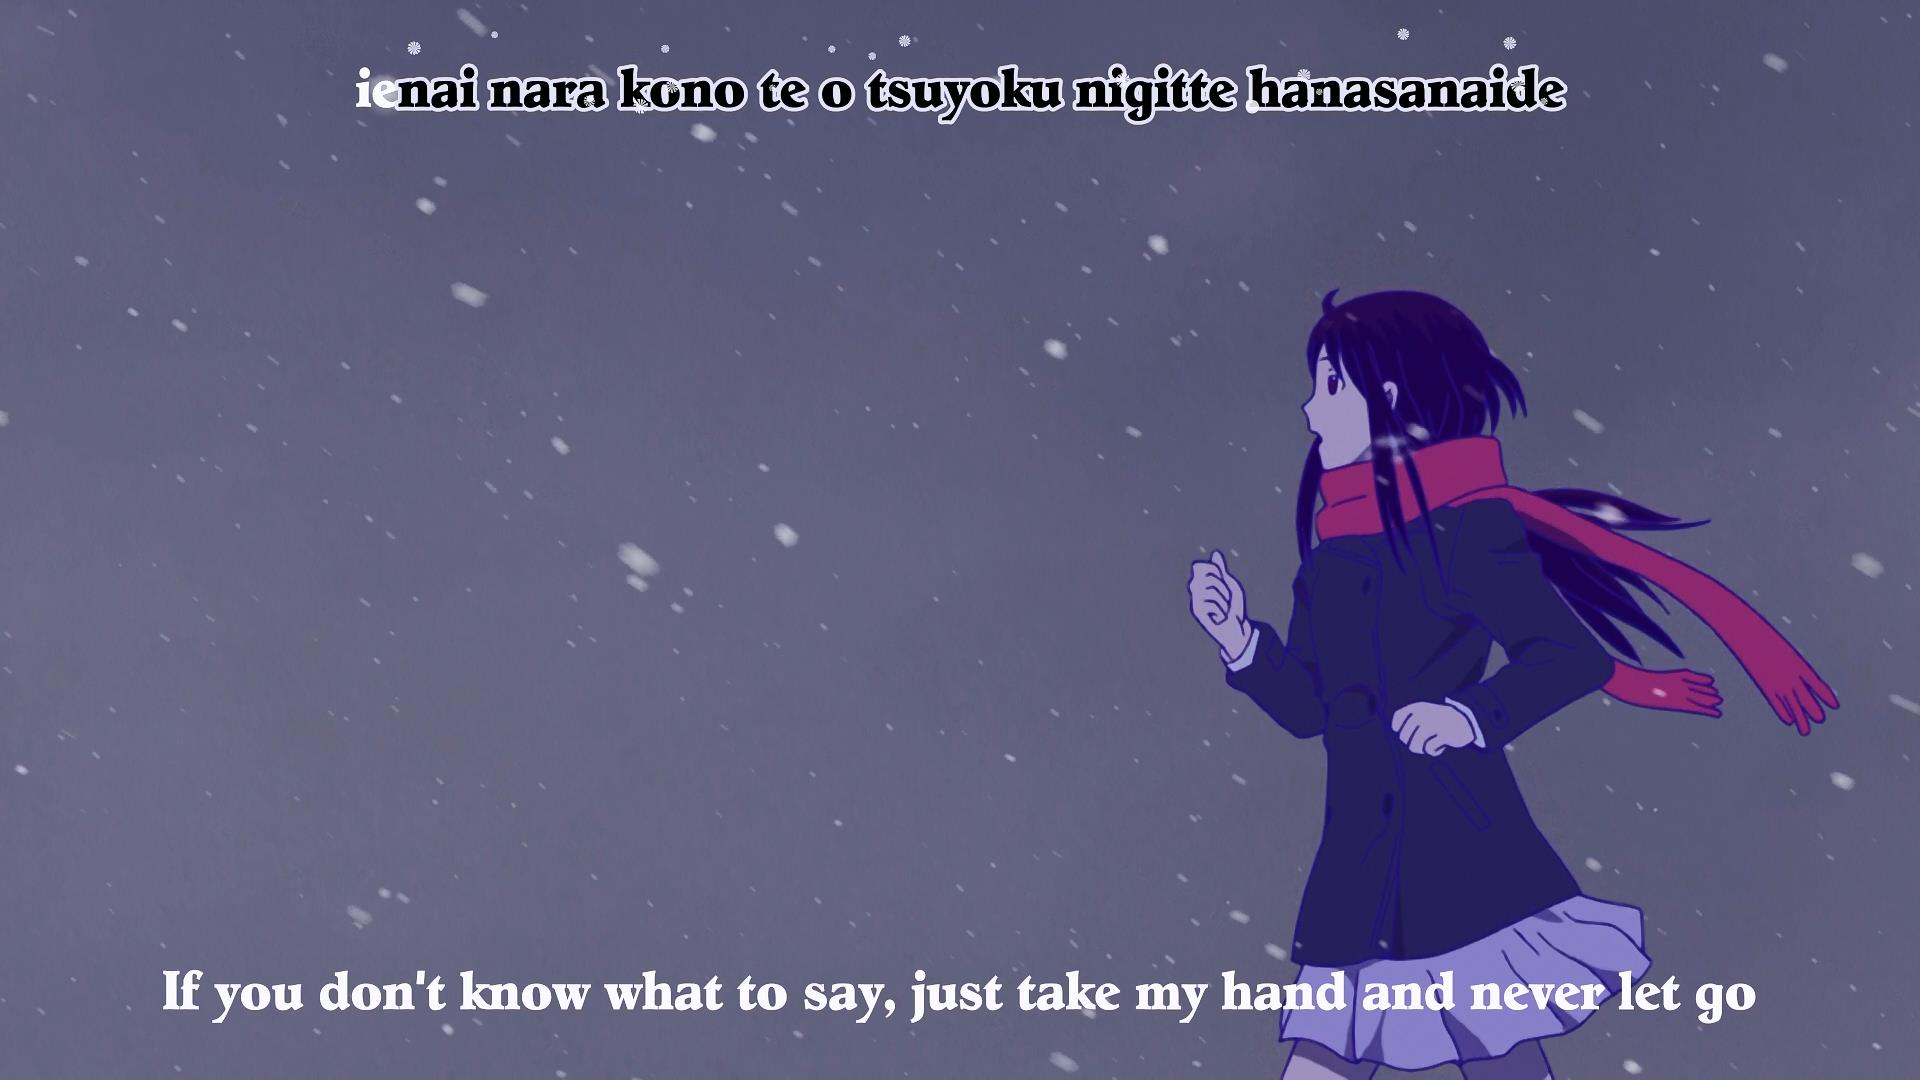 ienai nara kono te o tsuyoku nigitte hanasanaide
If you don't know what to say, just take my hand and never let go